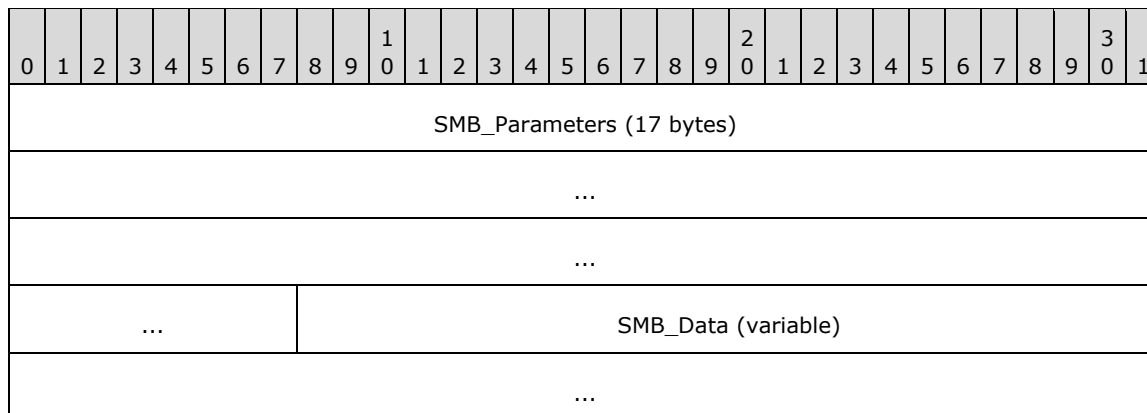 1 2 3
0 1 2 3 4 5 6 7 8 9 0 1 2 3 4 5 6 7 8 9 0 1 2 3 4 5 6 7 8 9 0 1
SMB_Parameters (17 bytes)
...
...
... SMB_Data (variable)
...